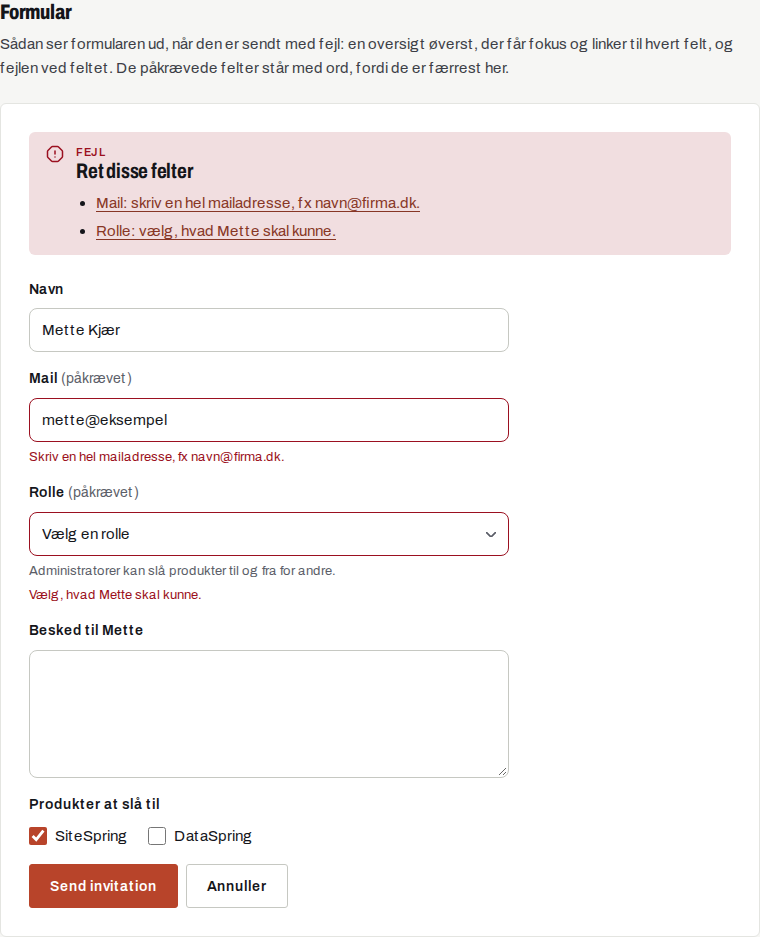 Formular
Sådan ser formularen ud, når den er sendt med fejl: en oversigt øverst, der får fokus og linker til hvert felt, og
fejlen ved feltet. De påkrævede felter står med ord, fordi de er færrest her.
FEJL
Ret disse felter
Mail: skriv en hel mailadresse, fx navn@firma.dk.
Rolle: vælg, hvad Mette skal kunne.
Navn
Mette Kjær
Mail (påkrævet)
mette@eksempel
Skriv en hel mailadresse, fx navn@firma.dk.
Rolle (påkrævet)
Vælg en rolle
Administratorer kan slå produkter til og fra for andre.
Vælg, hvad Mette skal kunne.
Besked til Mette
Produkter at slå til
SiteSpring DataSpring
Send invitation Annuller